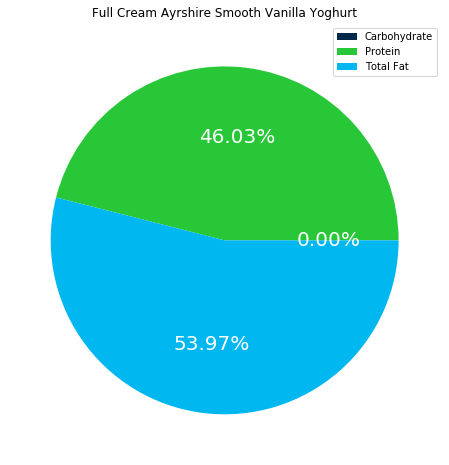 Full Cream Ayrshire Smooth Vanilla Yoghurt
Carbohydrate
Protein
Total Fat
46.03%
0.00%
53.97%